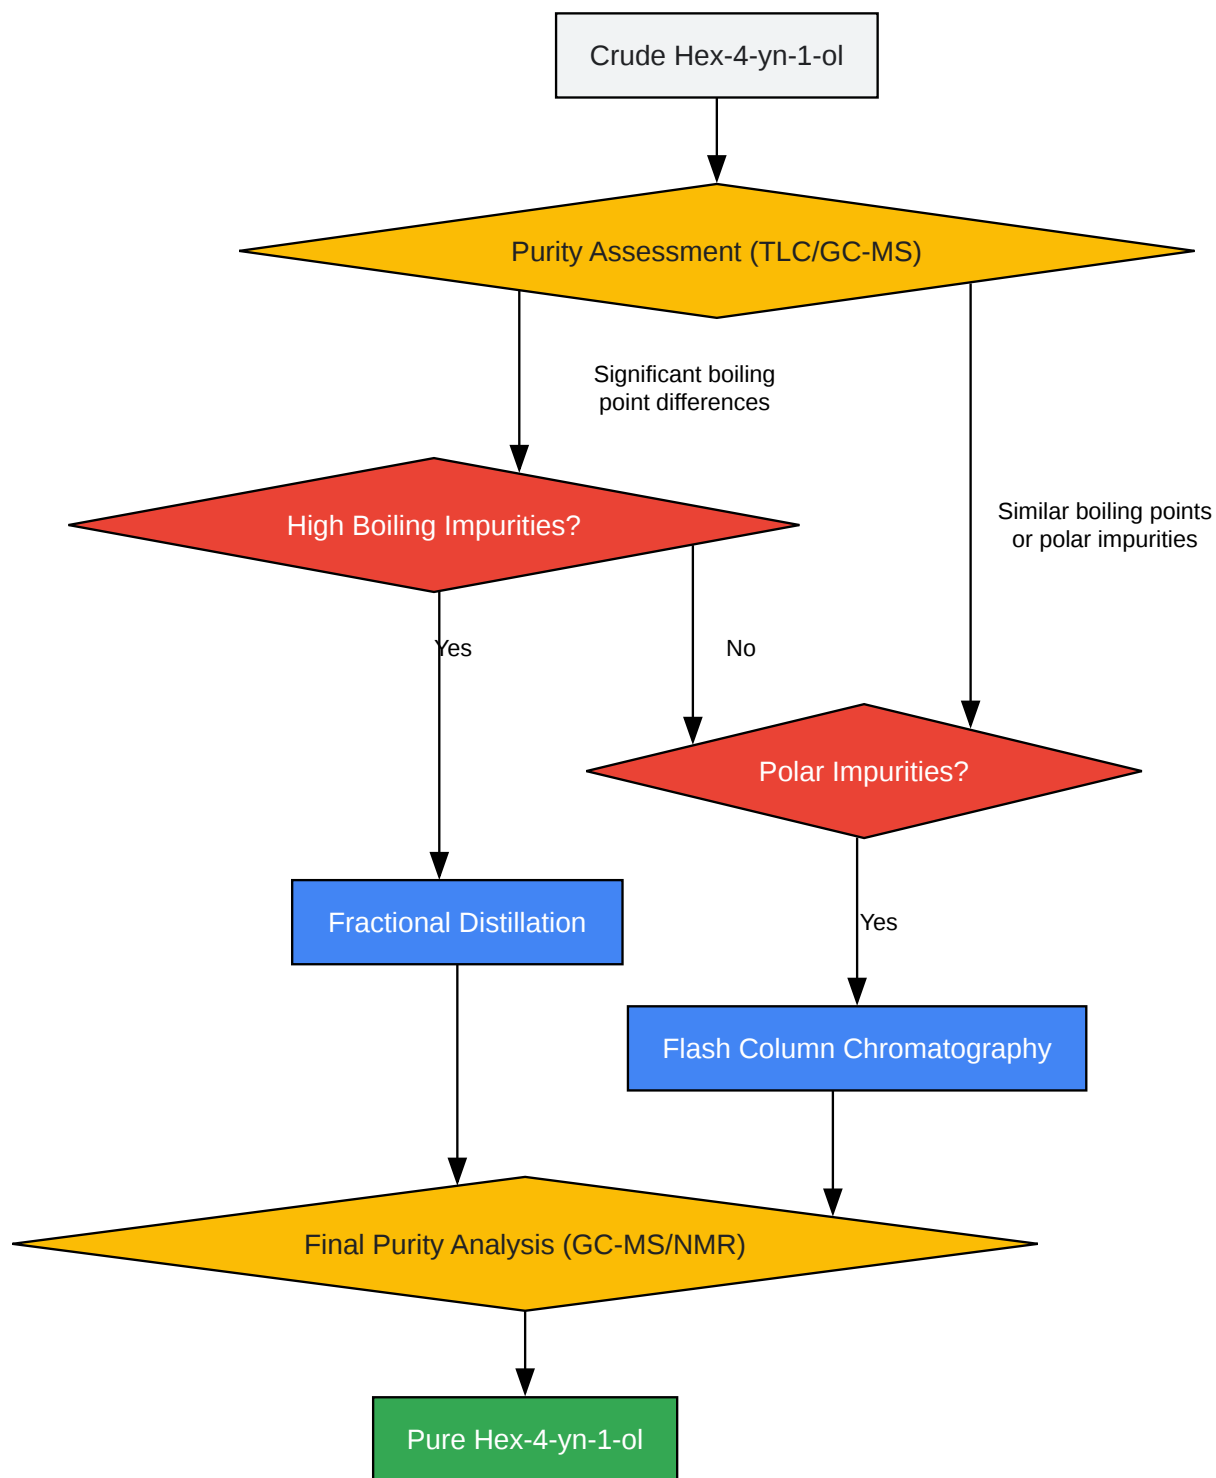 Crude Hex-4-yn-1-ol
Purity Assessment (TLC/GC-MS)
Significant boiling
point differences
High Boiling Impurities?
Similar boiling points
or polar impurities
Yes
No
Polar Impurities?
Fractional Distillation
Yes
Flash Column Chromatography
Final Purity Analysis (GC-MS/NMR)
Pure Hex-4-yn-1-ol